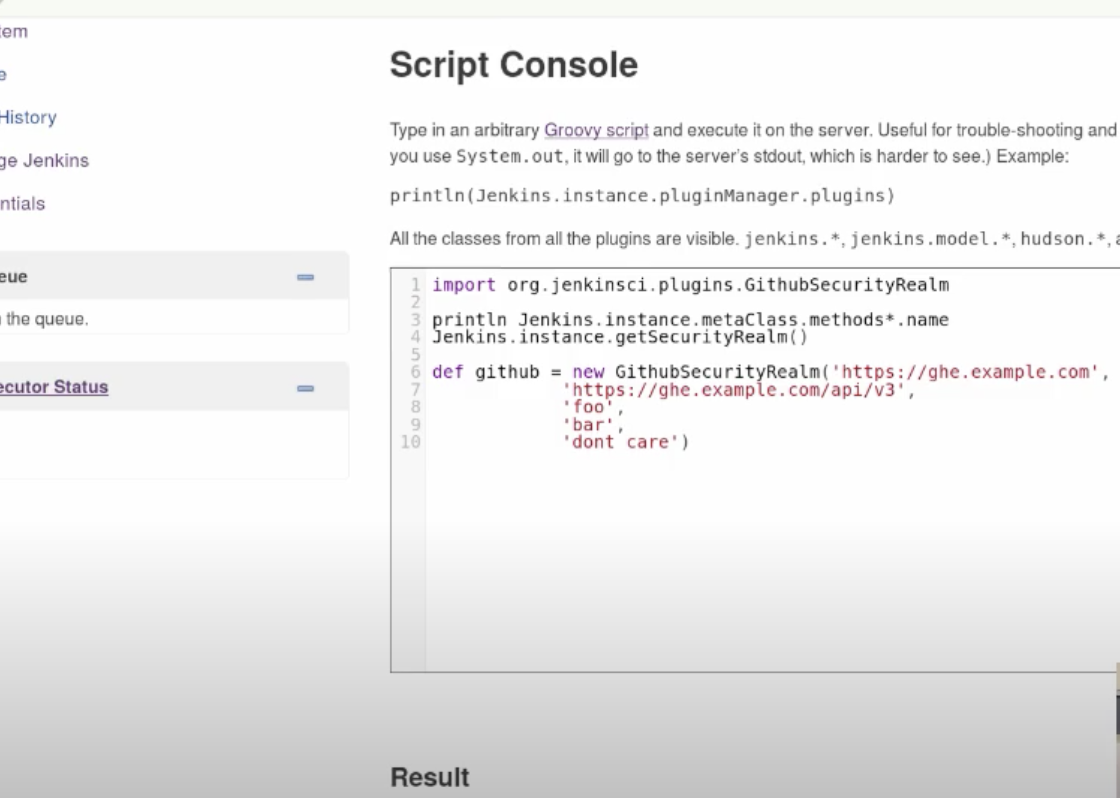 Script Console
History
Type in an arbitrary Groovy script and execute it on the server. Useful for trouble-shooting and
you use System.out, it will go to the server's stdout, which is harder to see.) Example:
Jenkins
println(Jenkins.instance.pluginManager.plugins)
All the classes from all the plugins are visible. jenkins.*, jenkins.model.*, hudson.*,
the queue.
Status
1 import org.jenkinsci.plugins.GithubSecurityRealm
2
3 println Jenkins.instance.metaClass.methods*.name
4 Jenkins.instance.getSecurityRealm()
5
6 def github = new GithubSecurityRealm('https://ghe.example.com',
7 'https://ghe.example.com/api/v3',
8 'foo',
9 'bar',
10 'dont care')
Result